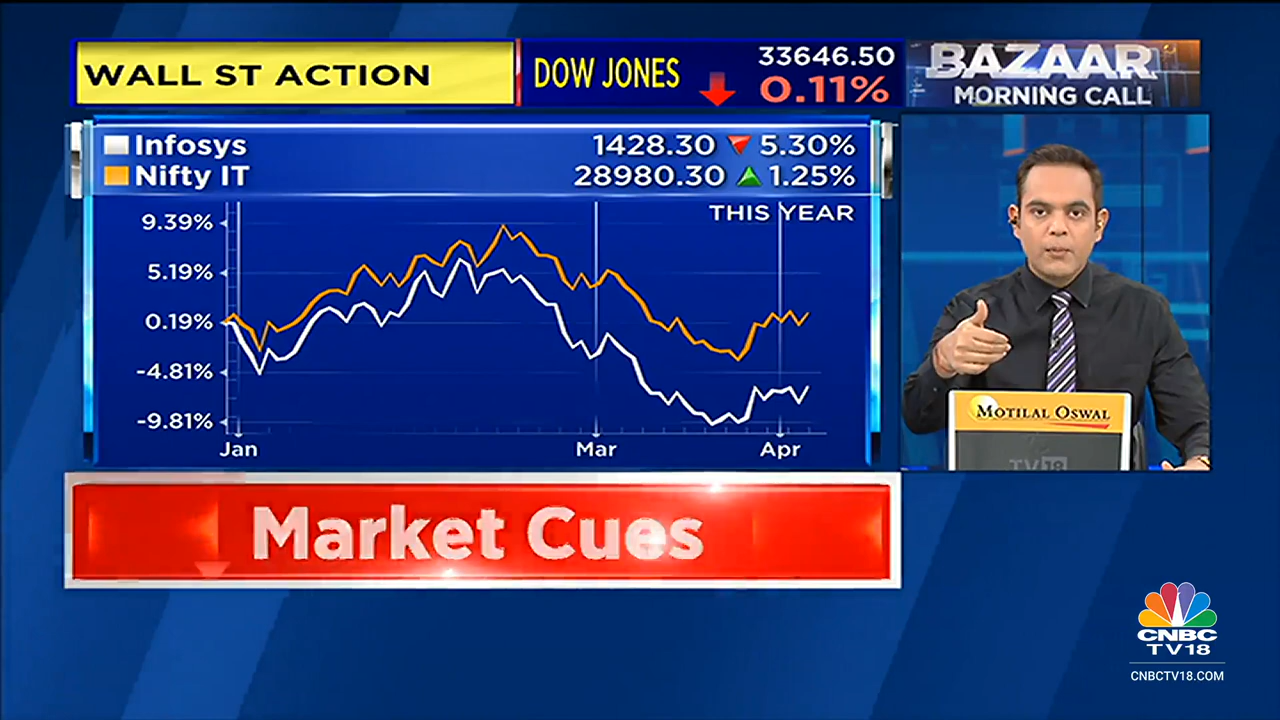 WALL ST ACTION
DOW JONES
33646.50
0.11%
BAZAAR
MORNING CALL
Infosys 1428.30 5.30%
Nifty IT 28980.30 1.25%
THIS YEAR
9.39%
5.19%
0.19%
-4.81%
-9.81%
Jan Mar Apr
MOTILAL OSWAL
TV18
Market Cues
CNBC
TV18
CNBCTV18.COM